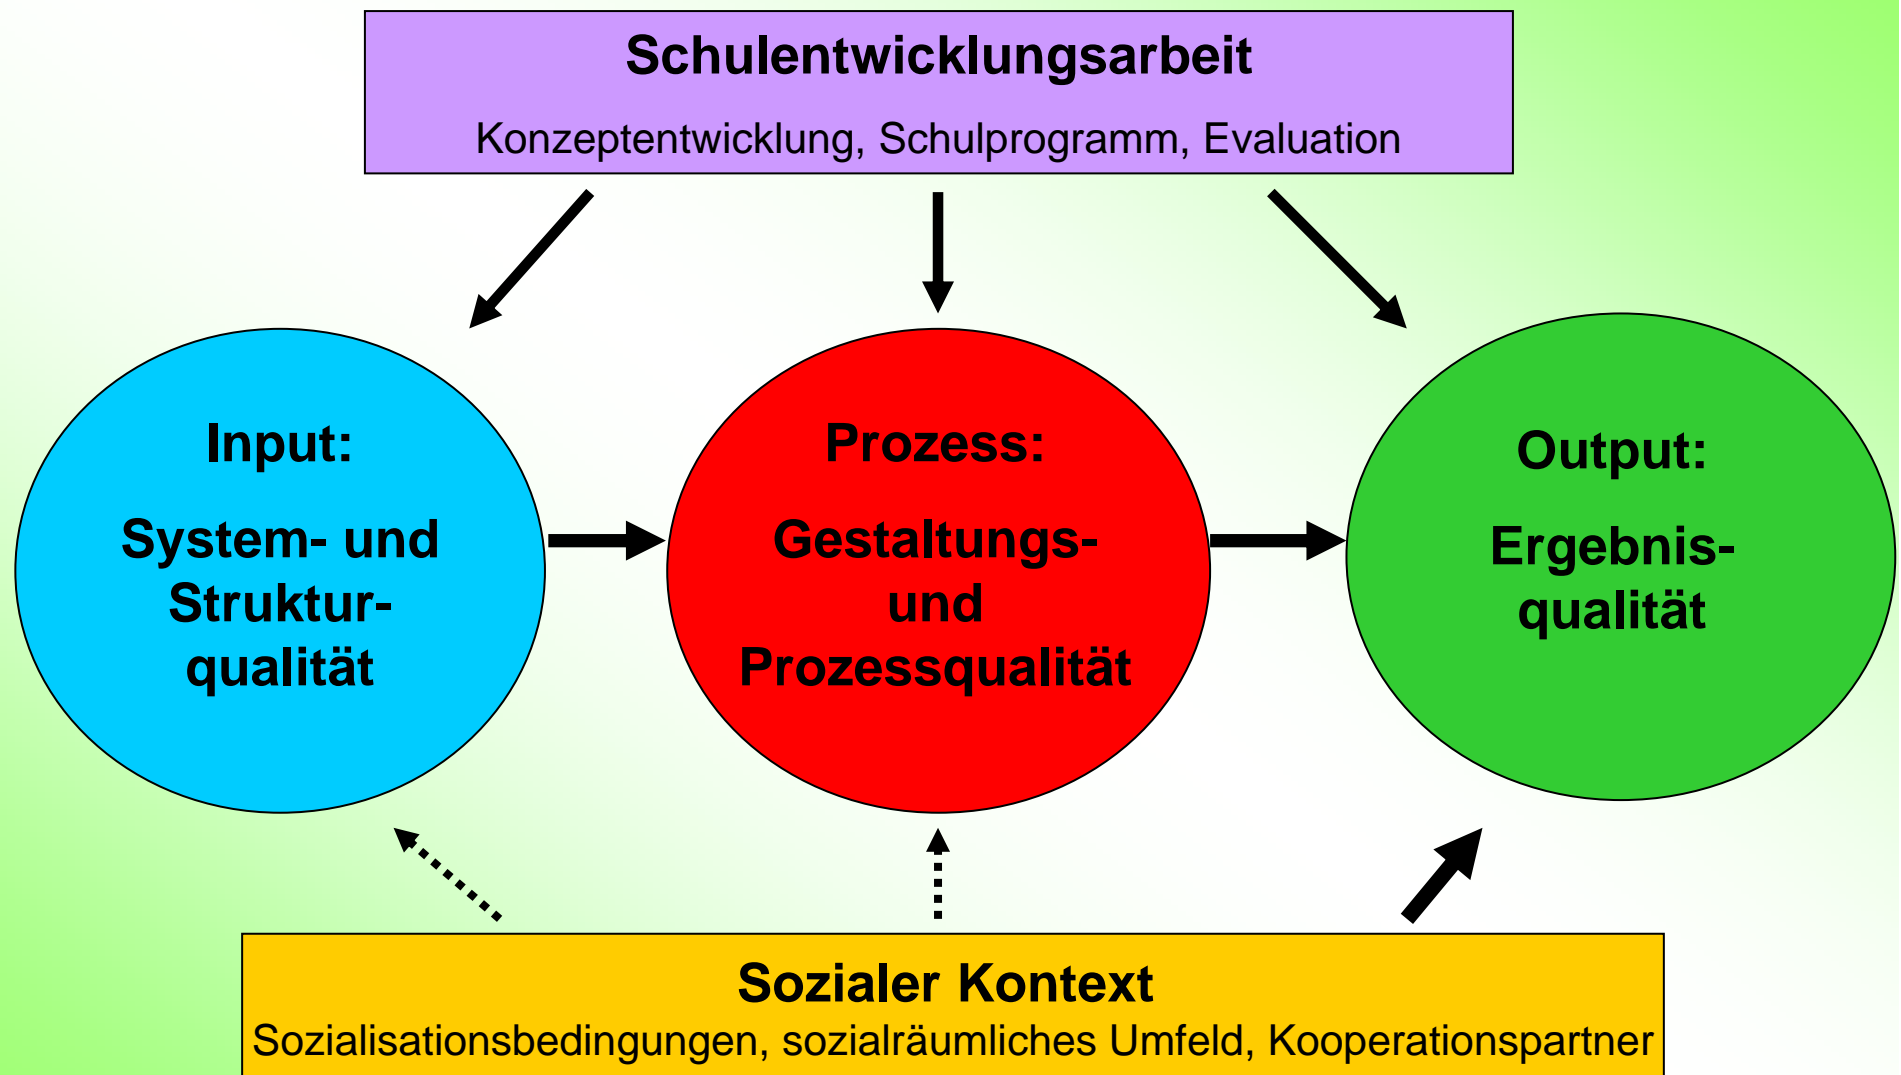 Schulentwicklungsarbeit
Konzeptentwicklung, Schulprogramm, Evaluation
Input:
System- und
Struktur-
qualität
Prozess:
Gestaltungs-
und
Prozessqualität
Output:
Ergebnis-
qualität
Sozialer Kontext
Sozialisationsbedingungen, sozialräumliches Umfeld, Kooperationspartner